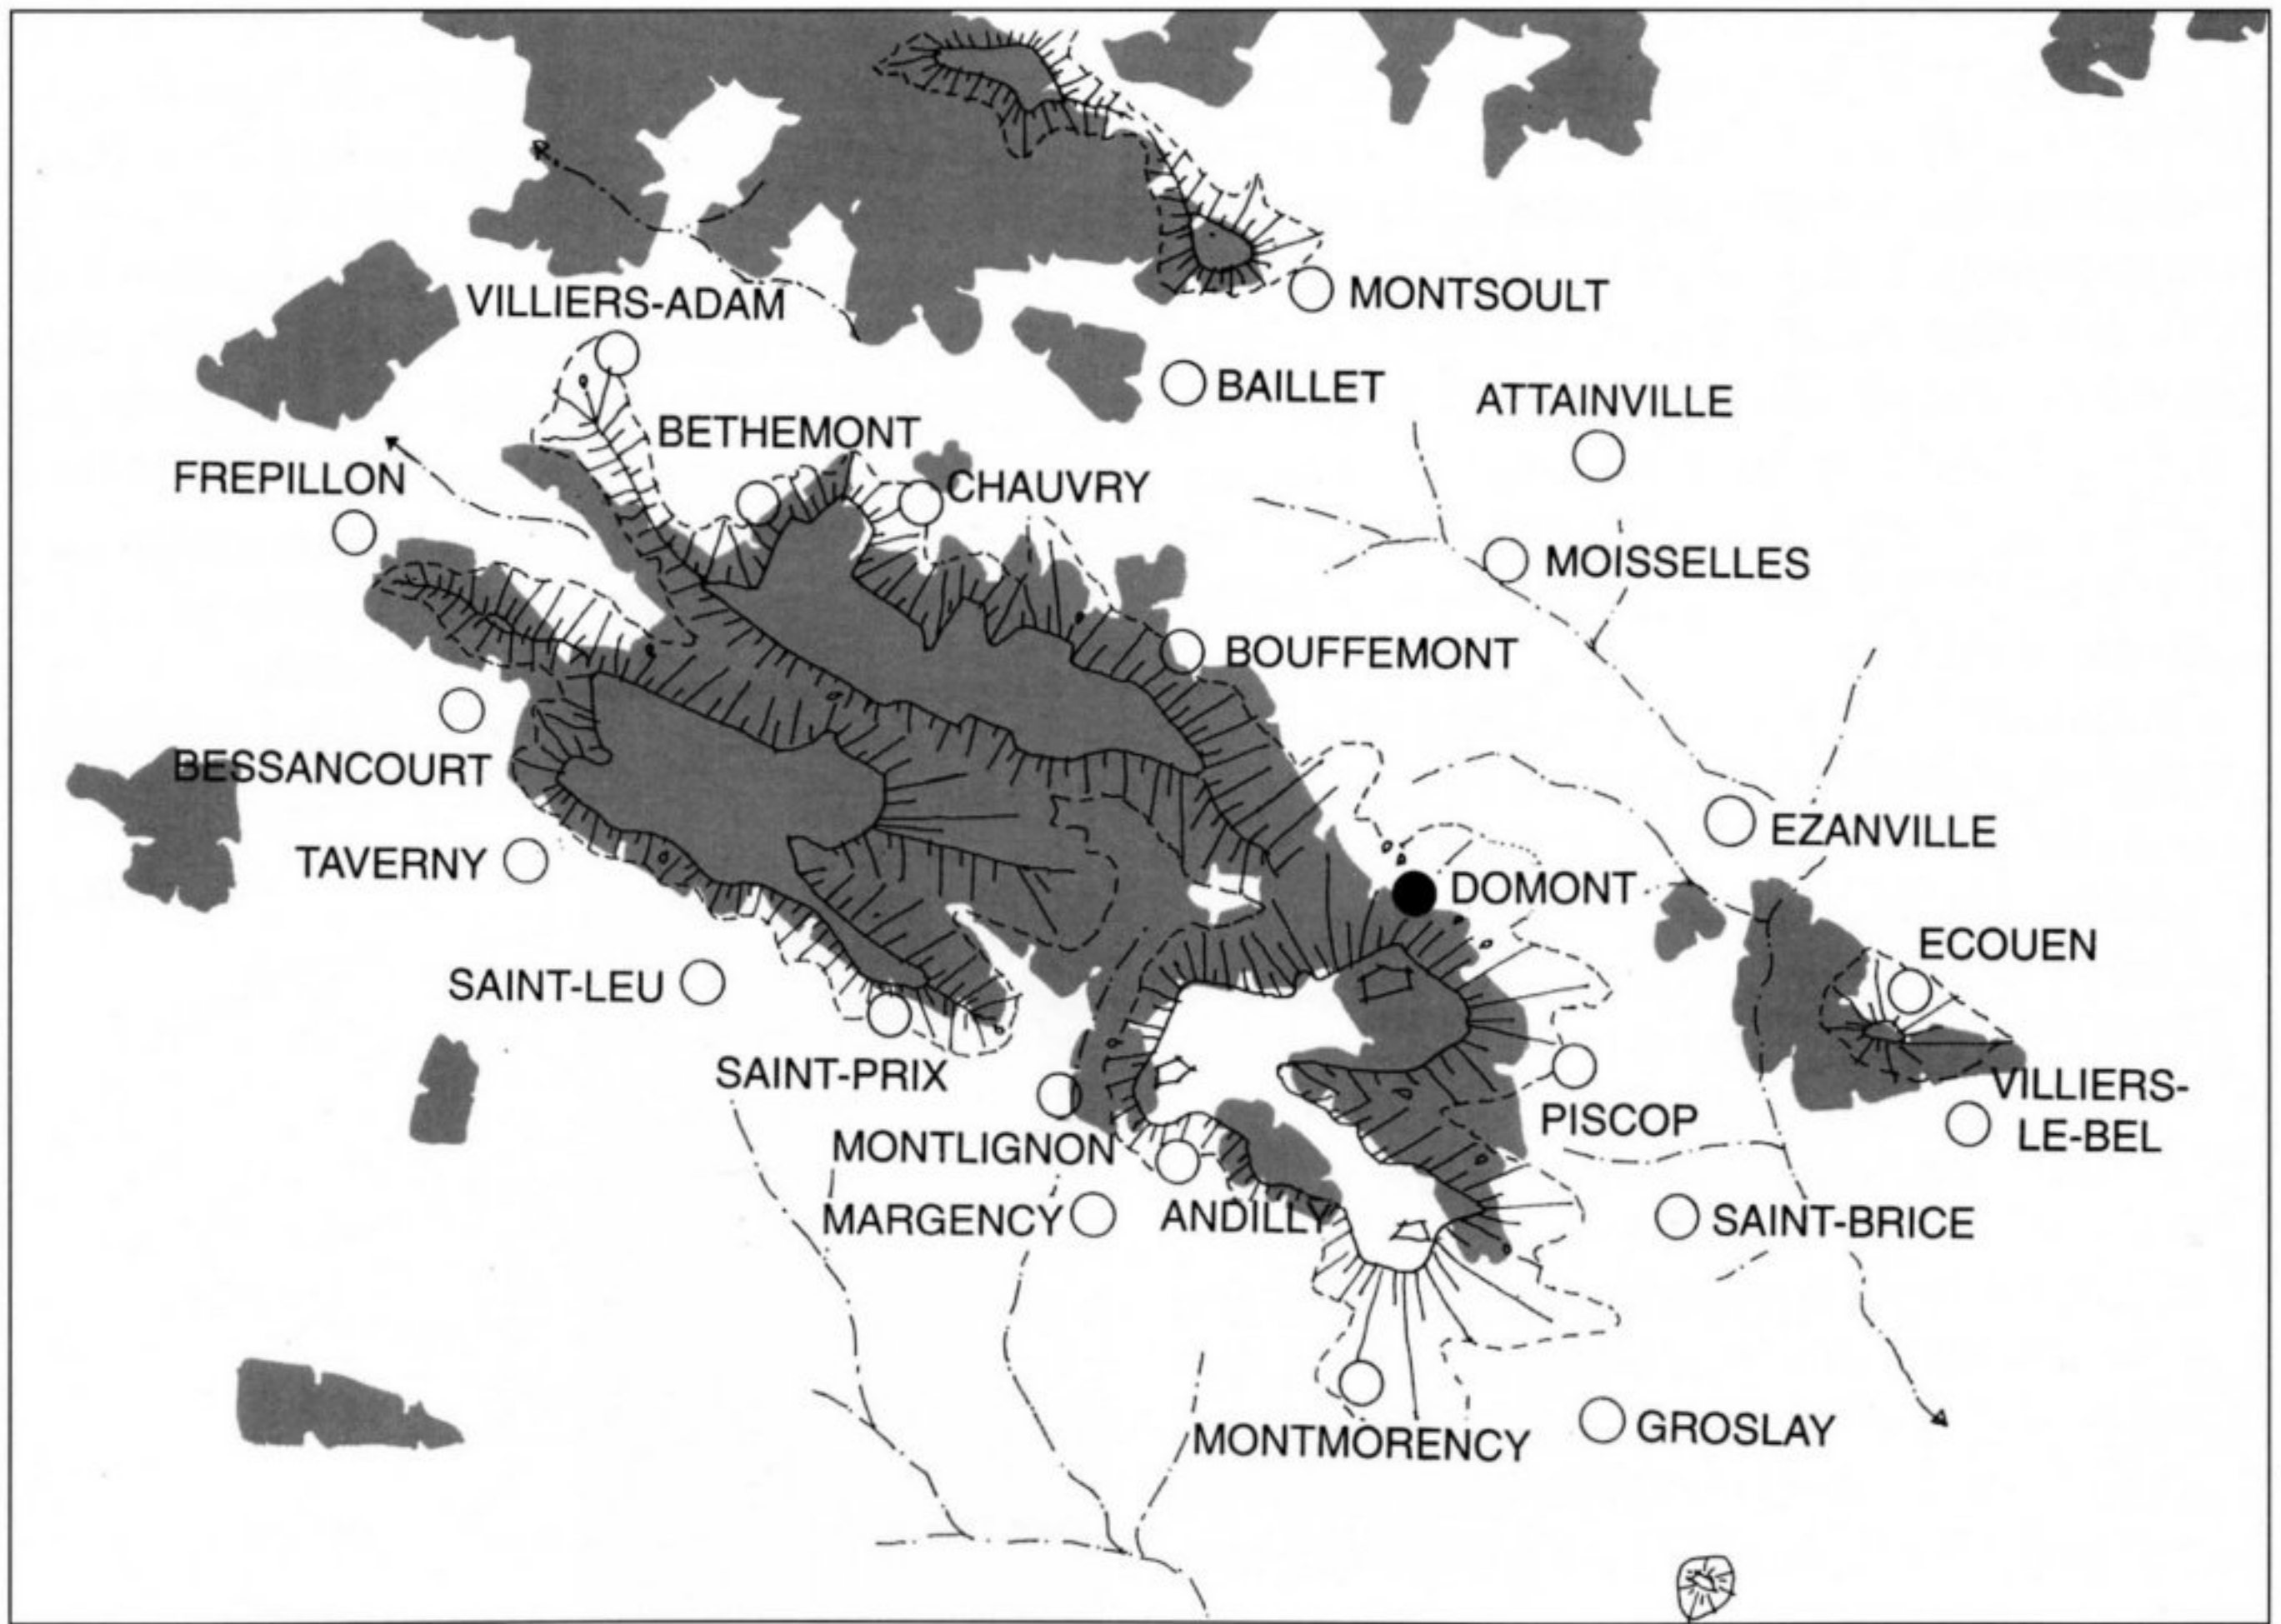 MONTSOULT
VILLIERS-ADAM
BAILLET
ATTAINVILLE
BETHEMONT
FREPILLON
CHAUVRY
MOISSELLES
BOUFFEMONT
BESSANCOURT
EZANVILLE
TAVERNY
DOMONT
ECOUEN
SAINT-LEU
SAINT-PRIX
VILLIERS-
LE-BEL
PISCOP
MONTLIGNON
MARGENCY
ANDILLY
SAINT-BRICE
MONTMORENCY
GROSLAY